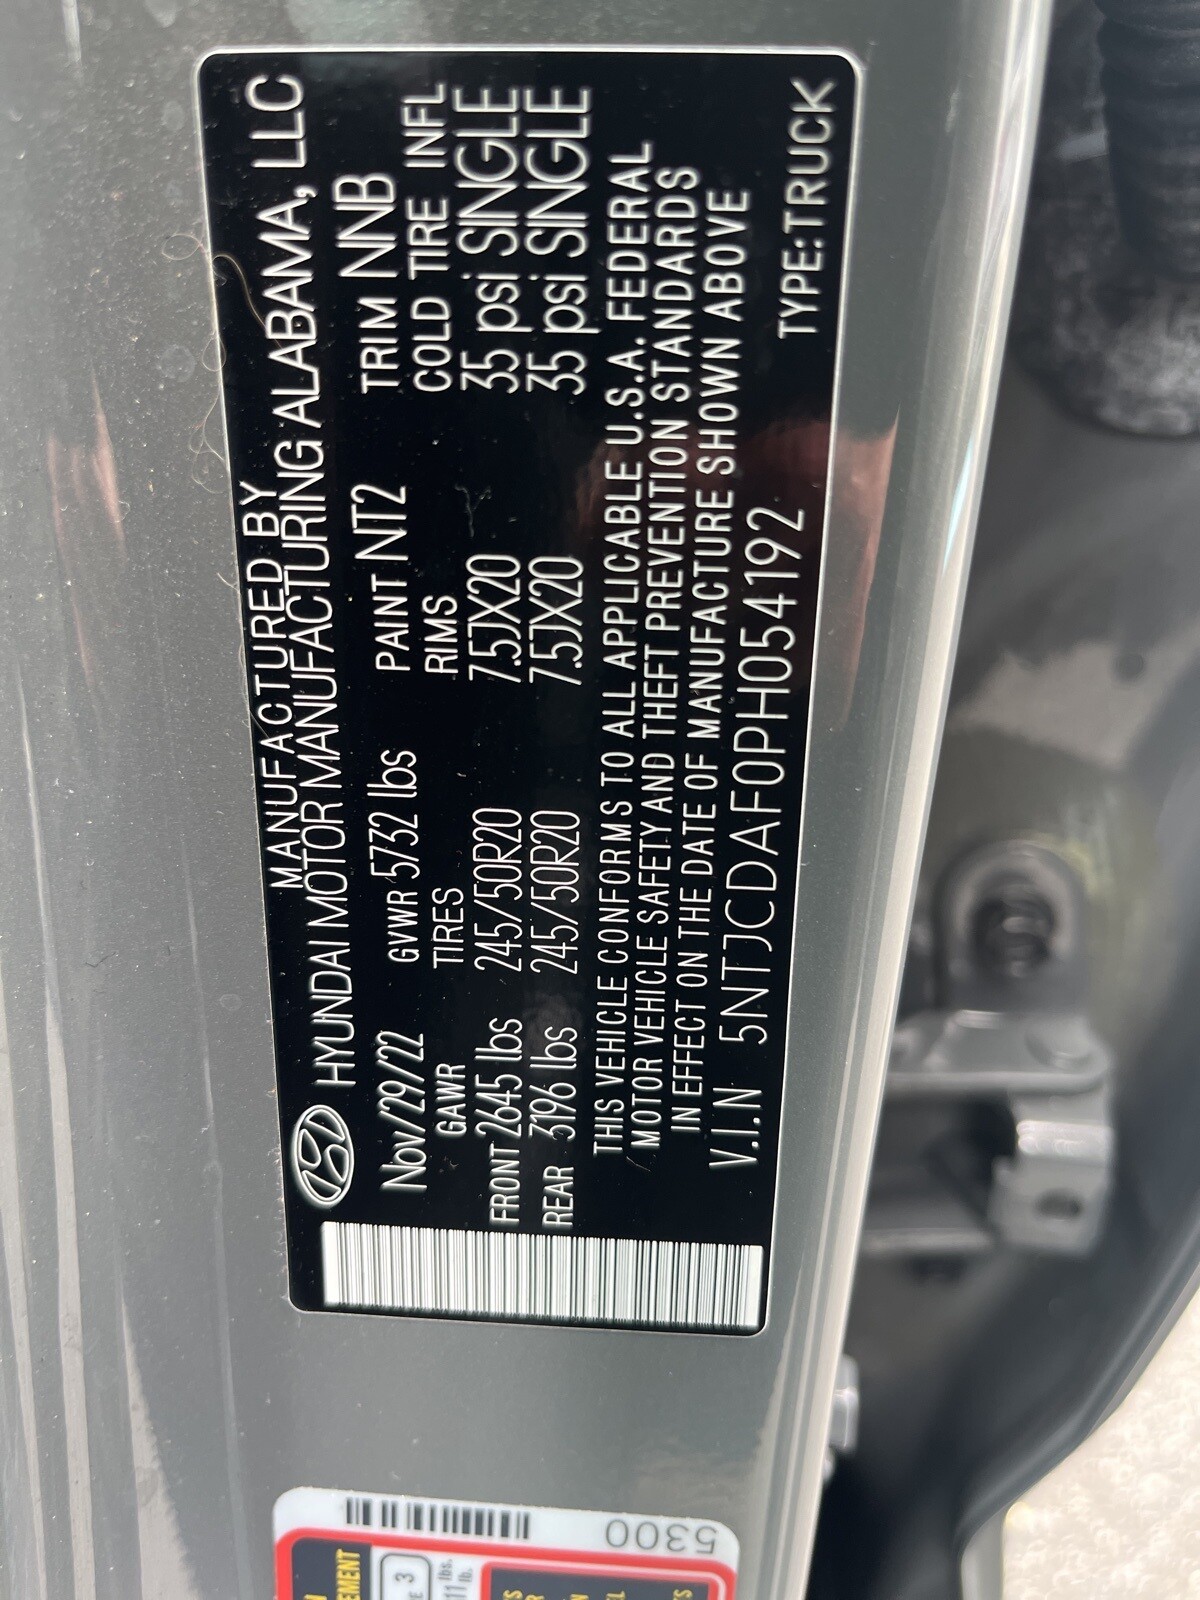 MANUFACTURED BY
HYUNDAI MOTOR MANUFACTURING ALABAMA, LLC
Nov/29/22 GVWR 5732 lbs PAINT NT2 TRIM NNB
GAWR TIRES RIMS COLD TIRE INFL
FRONT 2645 lbs 245/50R20 7.5JX20 35 psi SINGLE
REAR 3196 lbs 245/50R20 7.5JX20 35 psi SINGLE
THIS VEHICLE CONFORMS TO ALL APPLICABLE U.S.A. FEDERAL
MOTOR VEHICLE SAFETY AND THEFT PREVENTION STANDARDS
IN EFFECT ON THE DATE OF MANUFACTURE SHOWN ABOVE
V.I.N 5NTJCDAF0PH054192 TYPE:TRUCK
5300
3
lbs.
lb.